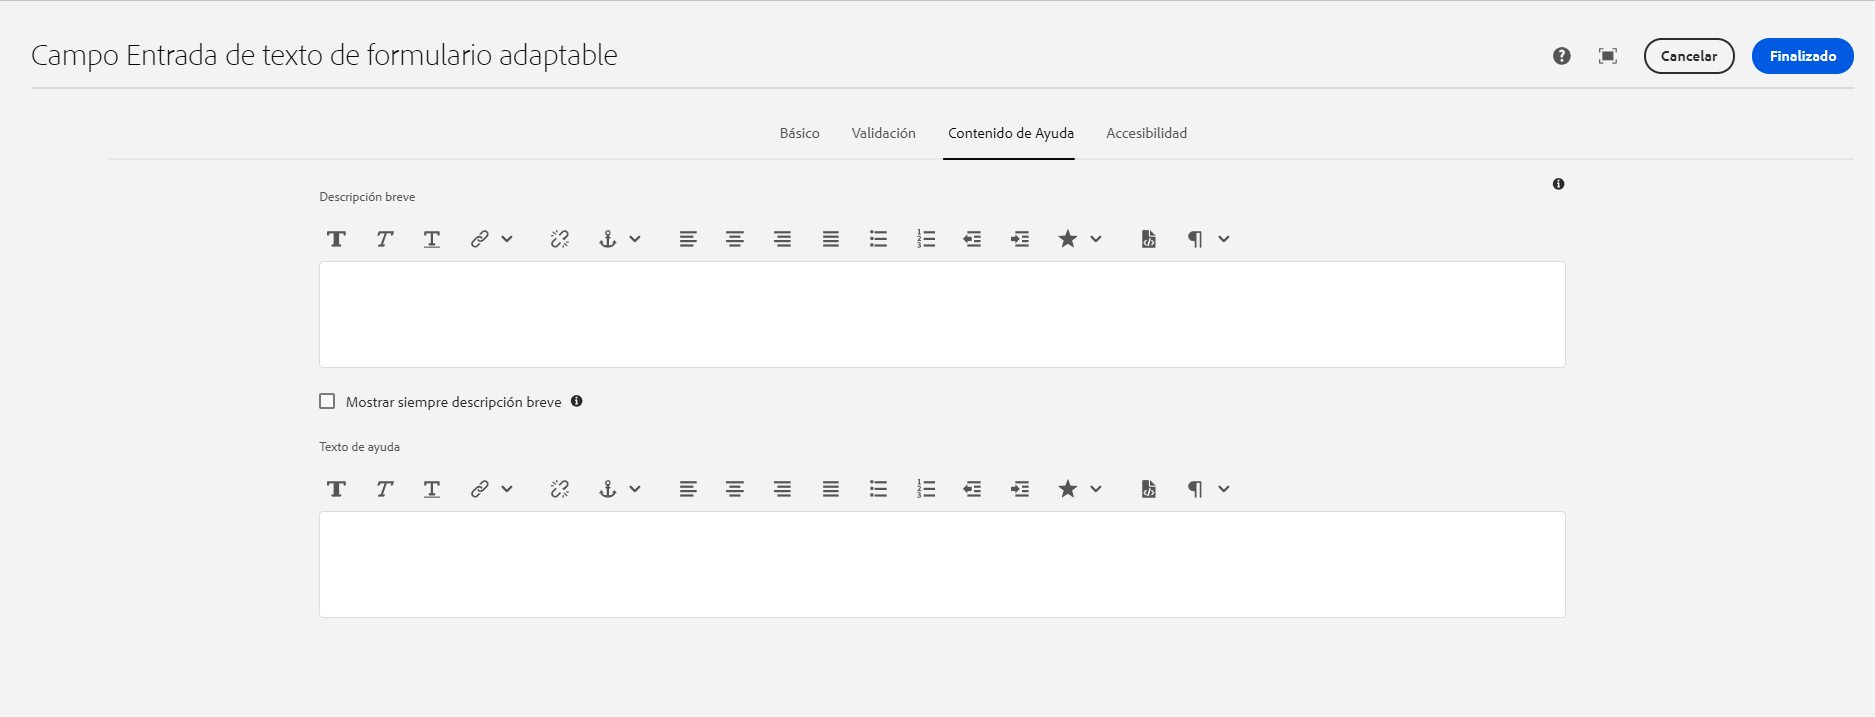 Campo Entrada de texto de formulario adaptable
Cancelar
Finalizado
Básico
Validación
Contenido de Ayuda
Accesibilidad
Descripción breve
Mostrar siempre descripción breve
Texto de ayuda